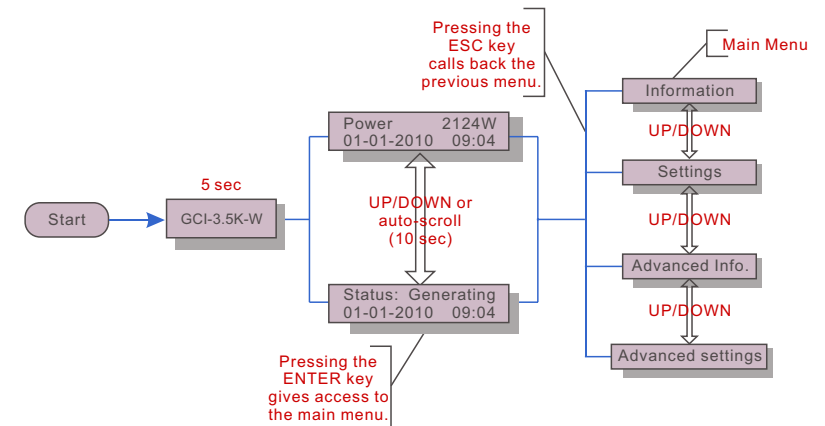 Pressing the
ESC key
calls back the
previous menu.
Main Menu
Information
UP/DOWN
Settings
UP/DOWN
Advanced Info.
UP/DOWN
Advanced settings
Power 2124W
01-01-2010 09:04
5 sec
Start
GCI-3.5K-W
UP/DOWN or
auto-scroll
(10 sec)
Status: Generating
01-01-2010 09:04
Pressing the
ENTER key
gives access to
the main menu.